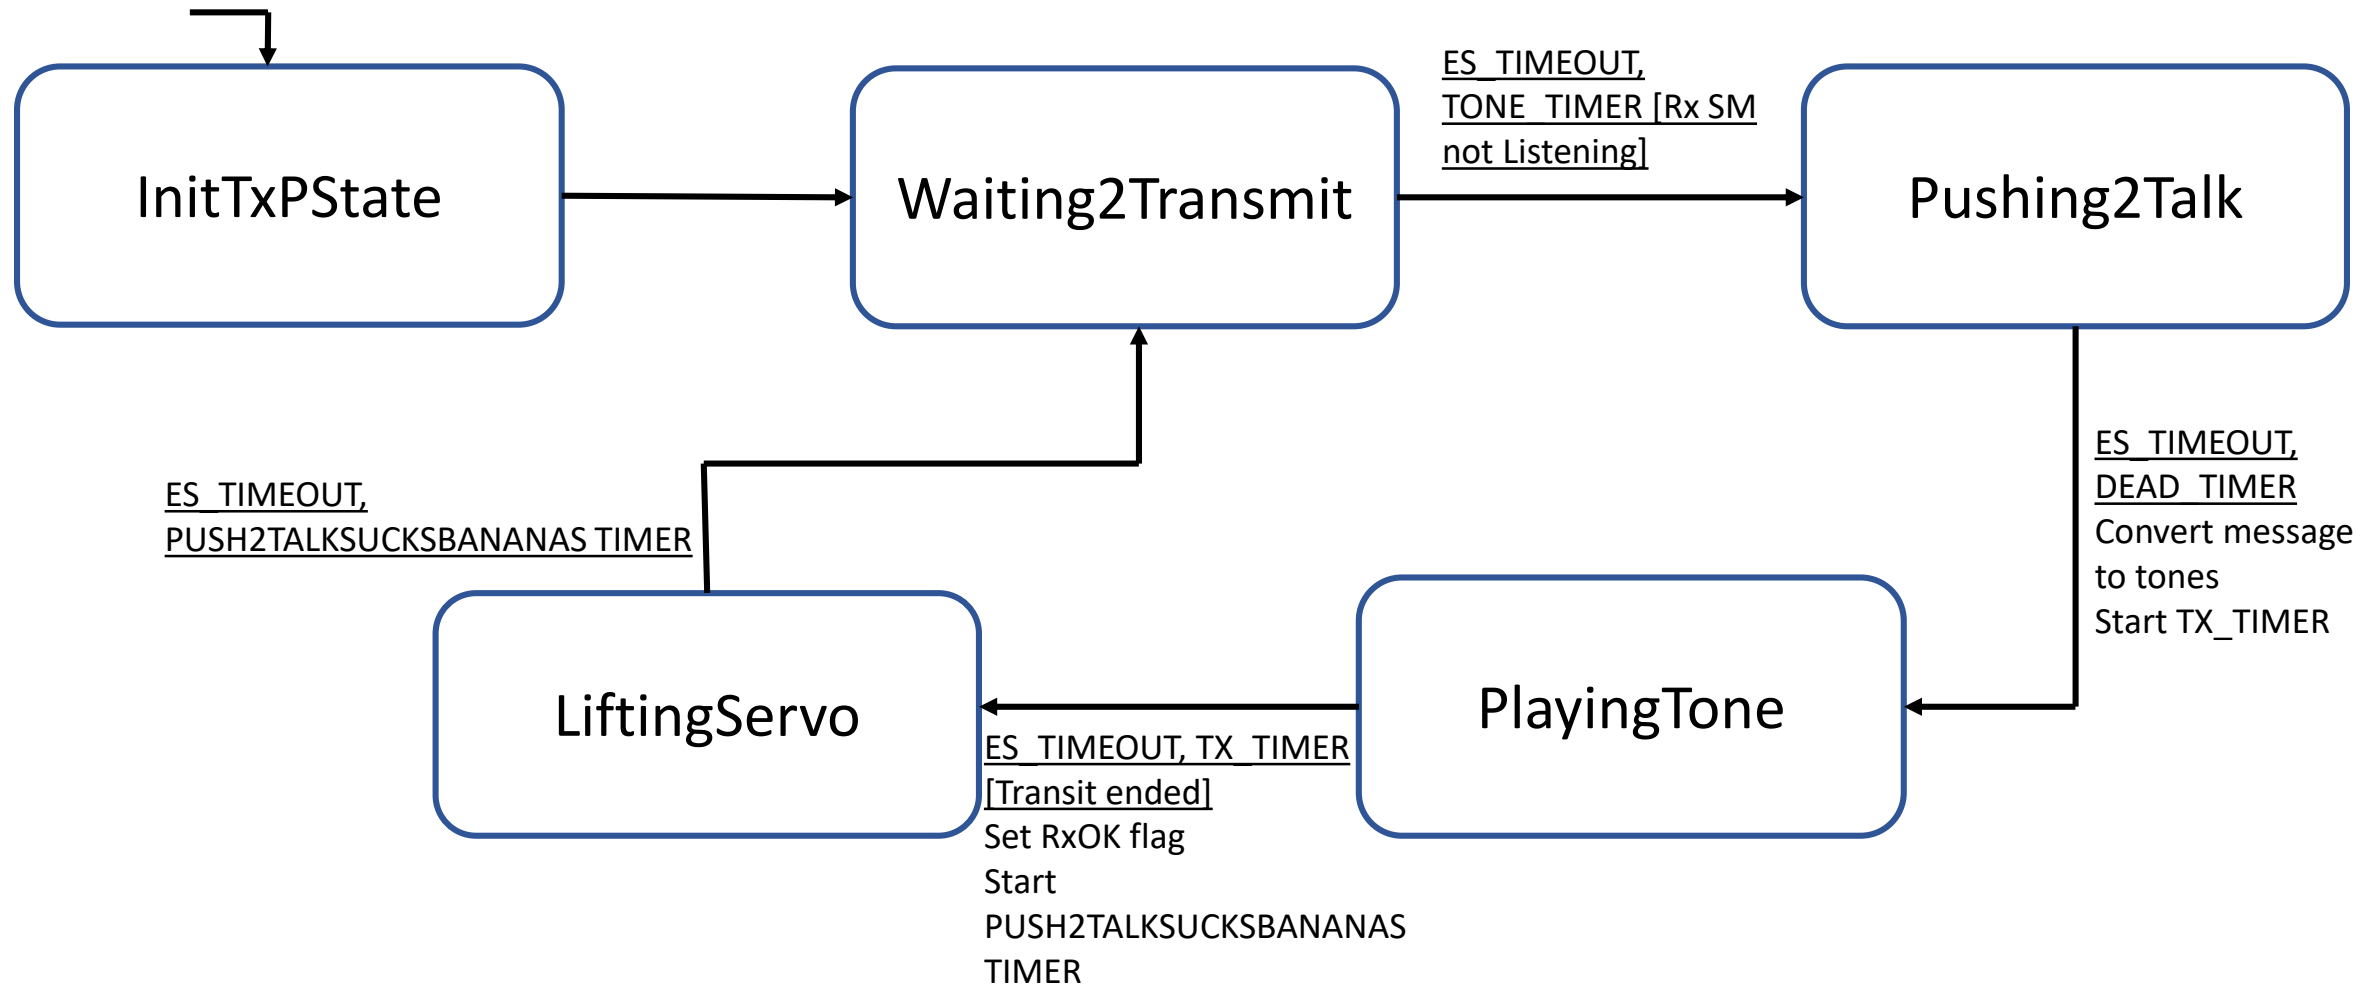 InitTxPState
Waiting2Transmit
ES_TIMEOUT,
TONE_TIMER [Rx SM
not Listening]
Pushing2Talk
ES_TIMEOUT,
DEAD_TIMER
Convert message
to tones
Start TX_TIMER
PlayingTone
ES_TIMEOUT, TX_TIMER
[Transit ended]
Set RxOK flag
Start
PUSH2TALKSUCKSBANANAS
TIMER
LiftingServo
ES_TIMEOUT,
PUSH2TALKSUCKSBANANAS TIMER